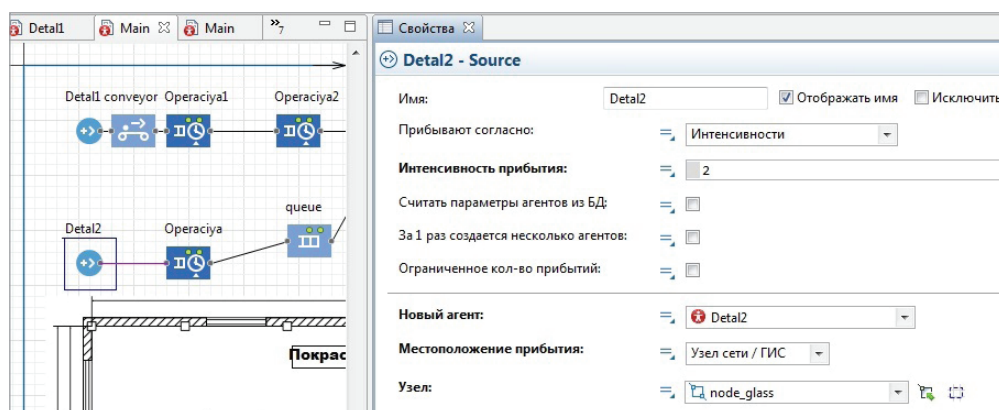 Detal1 Main Main »7
Свойства
Detal2 - Source
Detal1 conveyor Operaciya1 Operaciya2
Detal2 Operaciya queue
Покрас
Имя: Detal2 Отображать имя Исключить
Прибывают согласно: Интенсивности
Интенсивность прибытия: 2
Считать параметры агентов из БД:
За 1 раз создается несколько агентов:
Ограниченное кол-во прибытий:
Новый агент: Detal2
Местоположение прибытия: Узел сети / ГИС
Узел: node_glass